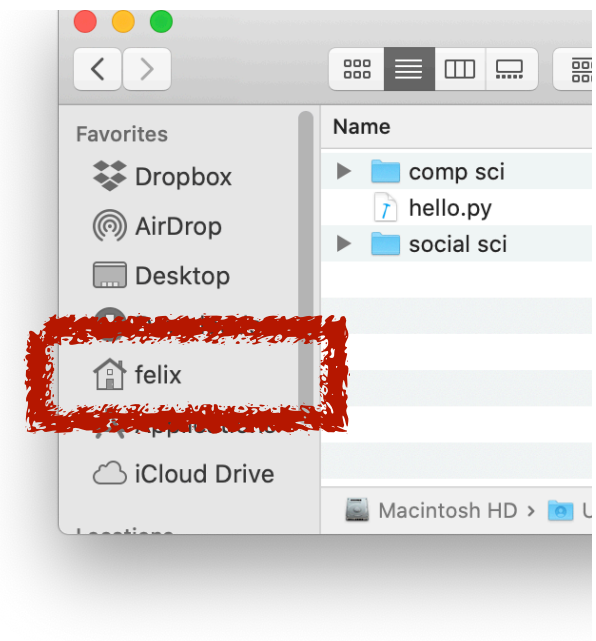 Favorites
Name
Dropbox
comp sci
AirDrop
hello.py
social sci
Desktop
felix
iCloud Drive
Macintosh HD